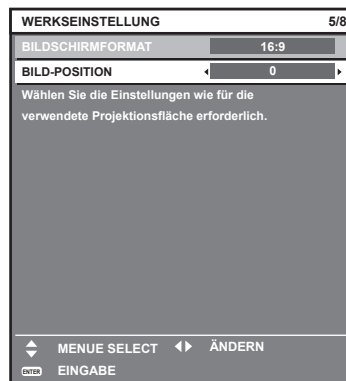 WERKSEINSTELLUNG 5/8
BILDSCHIRMFORMAT 16:9
BILD-POSITION 0
Wählen Sie die Einstellungen wie für die
verwendete Projektionsfläche erforderlich.
MENUE SELECT ÄNDERN
ENTER EINGABE